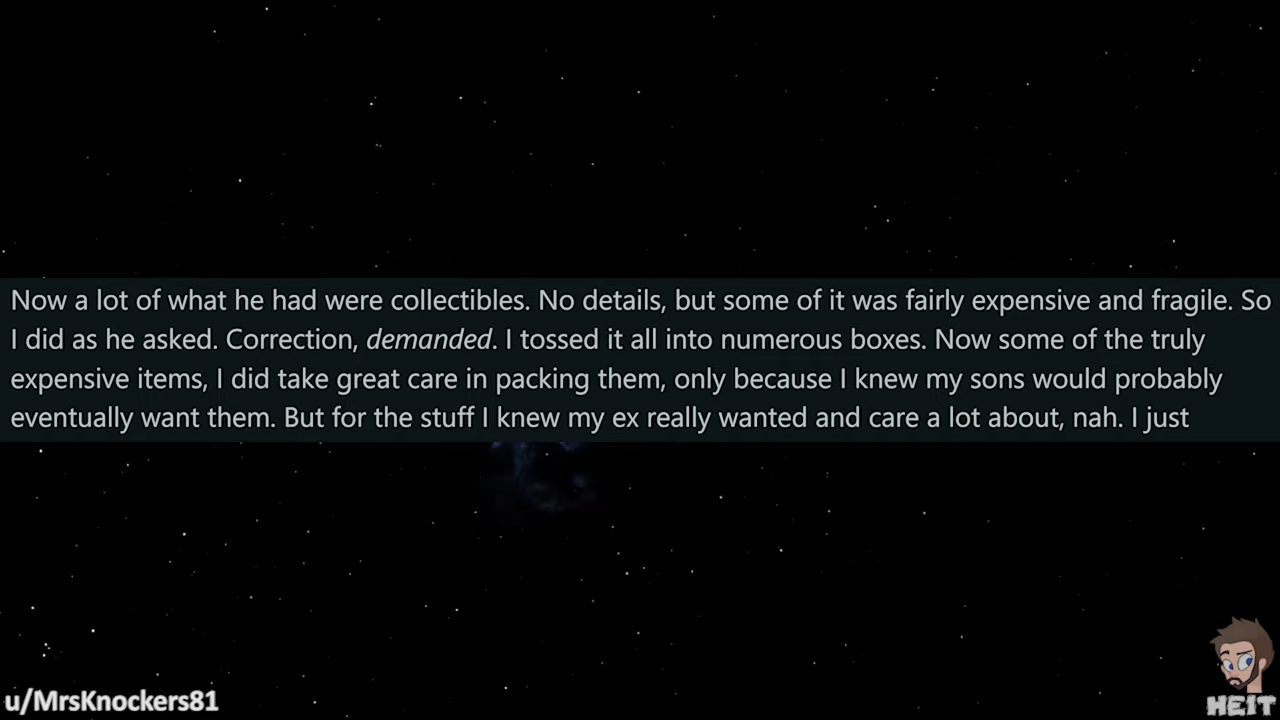 Now a lot of what he had were collectibles. No details, but some of it was fairly expensive and fragile. So
I did as he asked. Correction, demanded. I tossed it all into numerous boxes. Now some of the truly
expensive items, I did take great care in packing them, only because I knew my sons would probably
eventually want them. But for the stuff I knew my ex really wanted and care a lot about, nah. I just
u/MrsKnockers81
HEIT